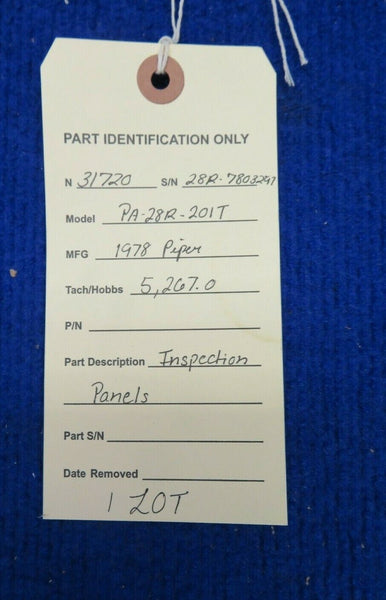 PART IDENTIFICATION ONLY
N 31720 S/N 28R-7803297
Model PA-28R-201T
MFG 1978 Piper
Tach/Hobbs 5,267.0
P/N
Part Description Inspection
Panels
Part S/N
Date Removed
1 LOT